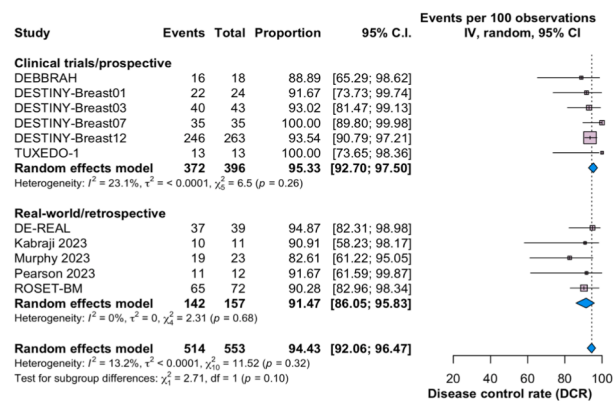 Events per 100 observations
Study Events Total Proportion 95% C.I. IV, random, 95% CI
Clinical trials/prospective
DEBBRAH 16 18 88.89 [65.29; 98.62]
DESTINY-Breast01 22 24 91.67 [73.73; 99.74]
DESTINY-Breast03 40 43 93.02 [81.47; 99.13]
DESTINY-Breast07 35 35 100.00 [89.80; 99.98]
DESTINY-Breast12 246 263 93.54 [90.79; 97.21]
TUXEDO-1 13 13 100.00 [73.65; 98.36]
Random effects model 372 396 95.33 [92.70; 97.50]
Heterogeneity: I² = 23.1%, τ² = < 0.0001, χ²₅ = 6.5 (p = 0.26)
Real-world/retrospective
DE-REAL 37 39 94.87 [82.31; 98.98]
Kabraji 2023 10 11 90.91 [58.23; 98.17]
Murphy 2023 19 23 82.61 [61.22; 95.05]
Pearson 2023 11 12 91.67 [61.59; 99.87]
ROSET-BM 65 72 90.28 [82.96; 98.34]
Random effects model 142 157 91.47 [86.05; 95.83]
Heterogeneity: I² = 0%, τ² = 0, χ²₄ = 2.31 (p = 0.68)
Random effects model 514 553 94.43 [92.06; 96.47]
Heterogeneity: I² = 13.2%, τ² < 0.0001, χ²₁₀ = 11.52 (p = 0.32)
Test for subgroup differences: χ²₁ = 2.71, df = 1 (p = 0.10)
20 40 60 80 100
Disease control rate (DCR)